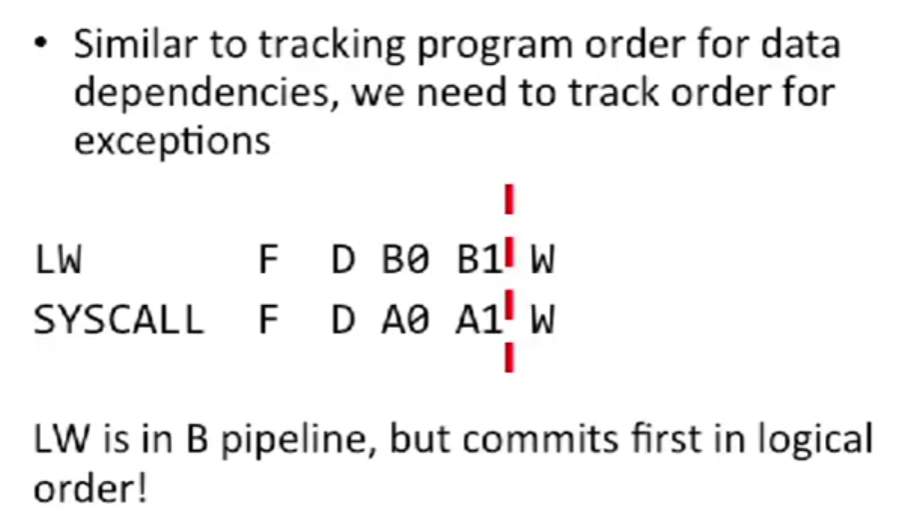 • Similar to tracking program order for data
dependencies, we need to track order for
exceptions
LW F D B0 B1 W
SYSCALL F D A0 A1 W
LW is in B pipeline, but commits first in logical
order!